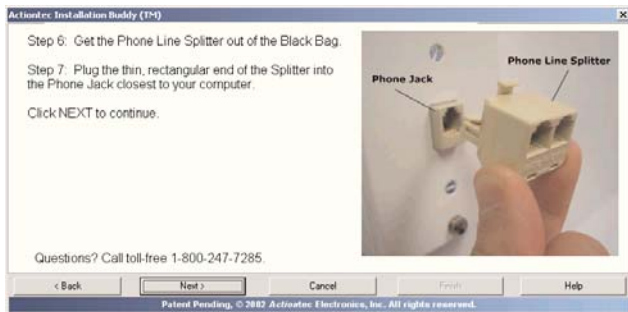 Actiontec Installation Buddy (TM)
Step 6: Get the Phone Line Splitter out of the Black Bag.
Step 7: Plug the thin, rectangular end of the Splitter into
the Phone Jack closest to your computer.
Click NEXT to continue.
Phone Line Splitter
Phone Jack
Questions? Call toll-free 1-800-247-7285.
< Back
Next >
Cancel
Finish
Help
Patent Pending, © 2002 Actiontec Electronics, Inc. All rights reserved.